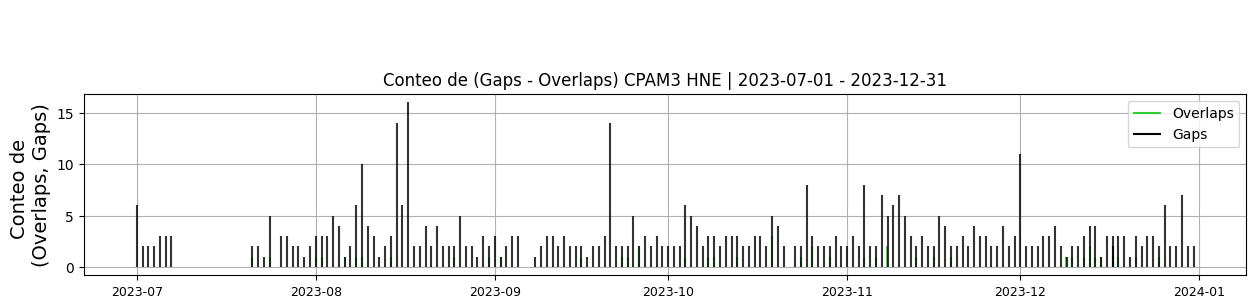 Conteo de (Gaps - Overlaps) CPAM3 HNE | 2023-07-01 - 2023-12-31
Conteo de
(Overlaps, Gaps)
15
10
5
0
Overlaps
Gaps
2023-07
2023-08
2023-09
2023-10
2023-11
2023-12
2024-01